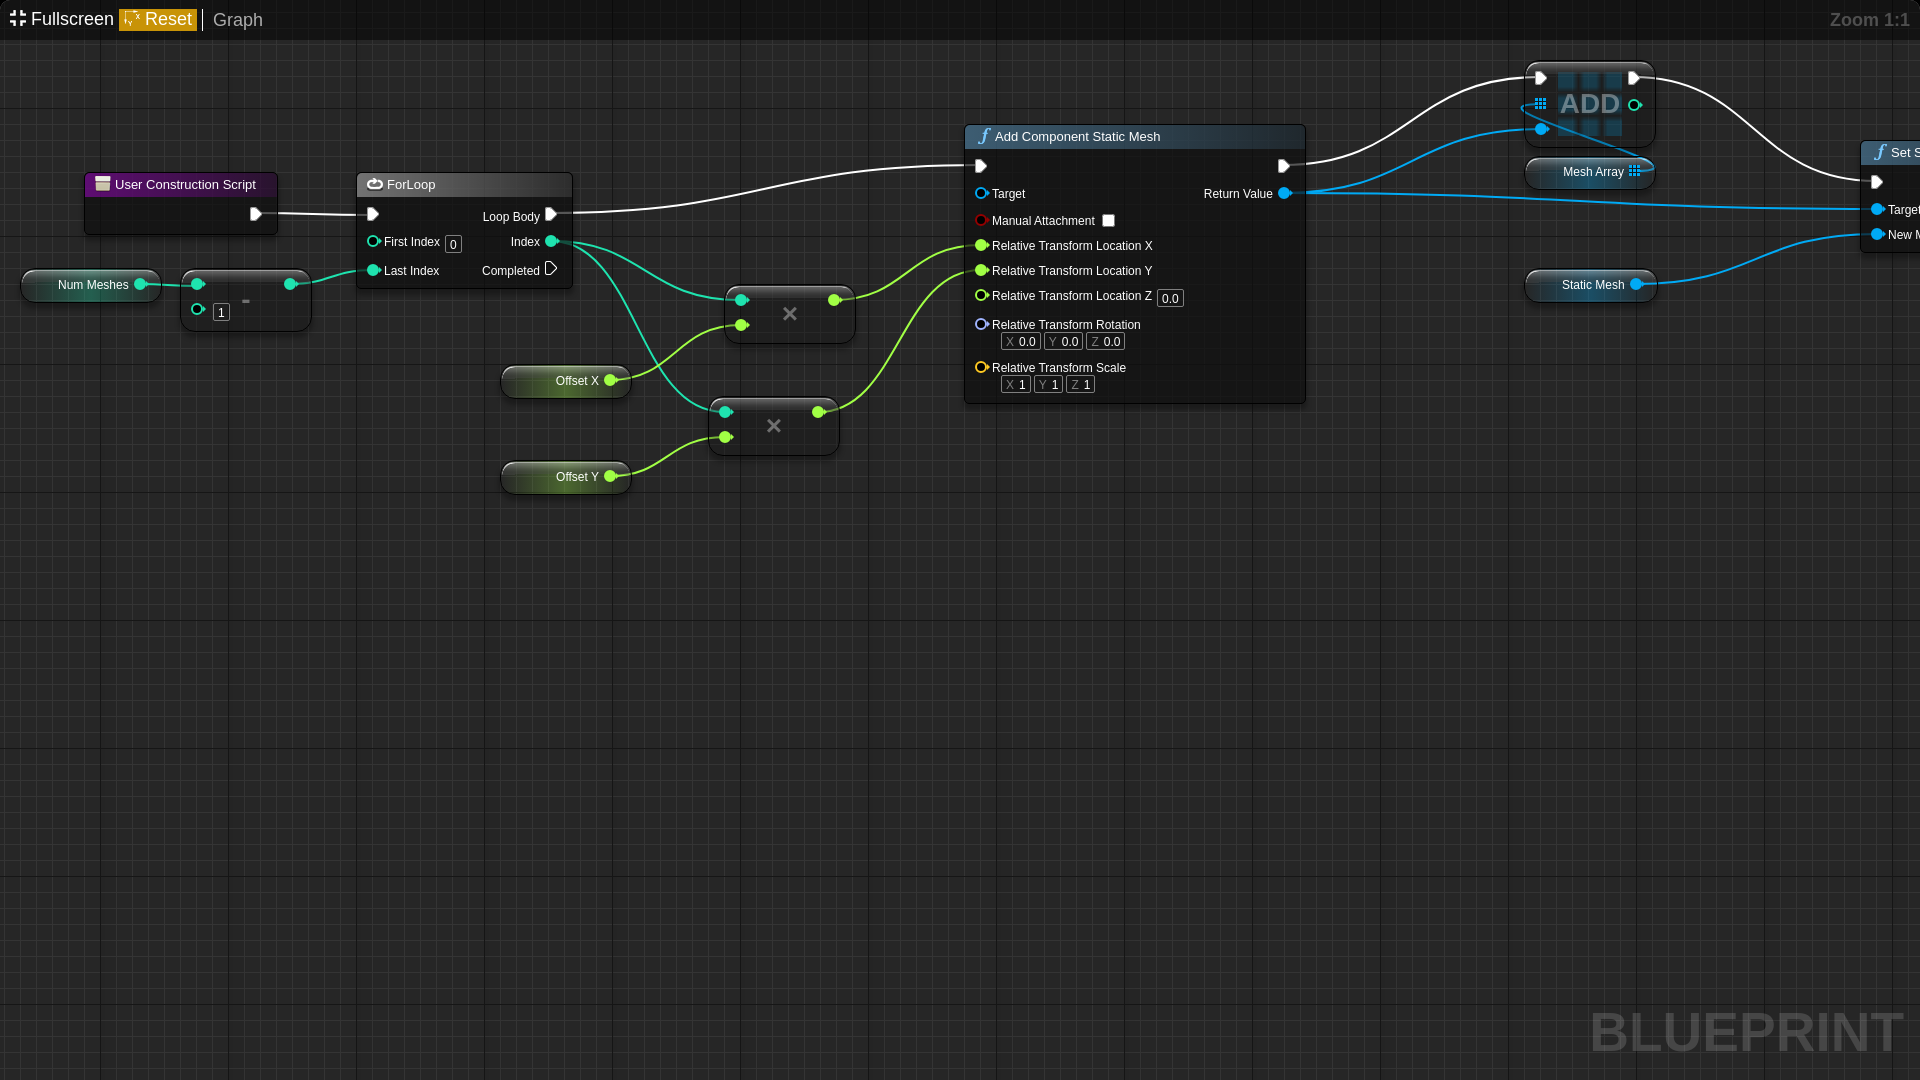 Fullscreen Reset Graph
Zoom 1:1
User Construction Script
Num Meshes
1
-
ForLoop
Loop Body
First Index 0
Index
Last Index
Completed
Offset X
×
Offset Y
×
Add Component Static Mesh
Target
Return Value
Manual Attachment
Relative Transform Location X
Relative Transform Location Y
Relative Transform Location Z 0.0
Relative Transform Rotation
X 0.0 Y 0.0 Z 0.0
Relative Transform Scale
X 1 Y 1 Z 1
ADD
Mesh Array
Static Mesh
f Set S
Target
New M
BLUEPRINT